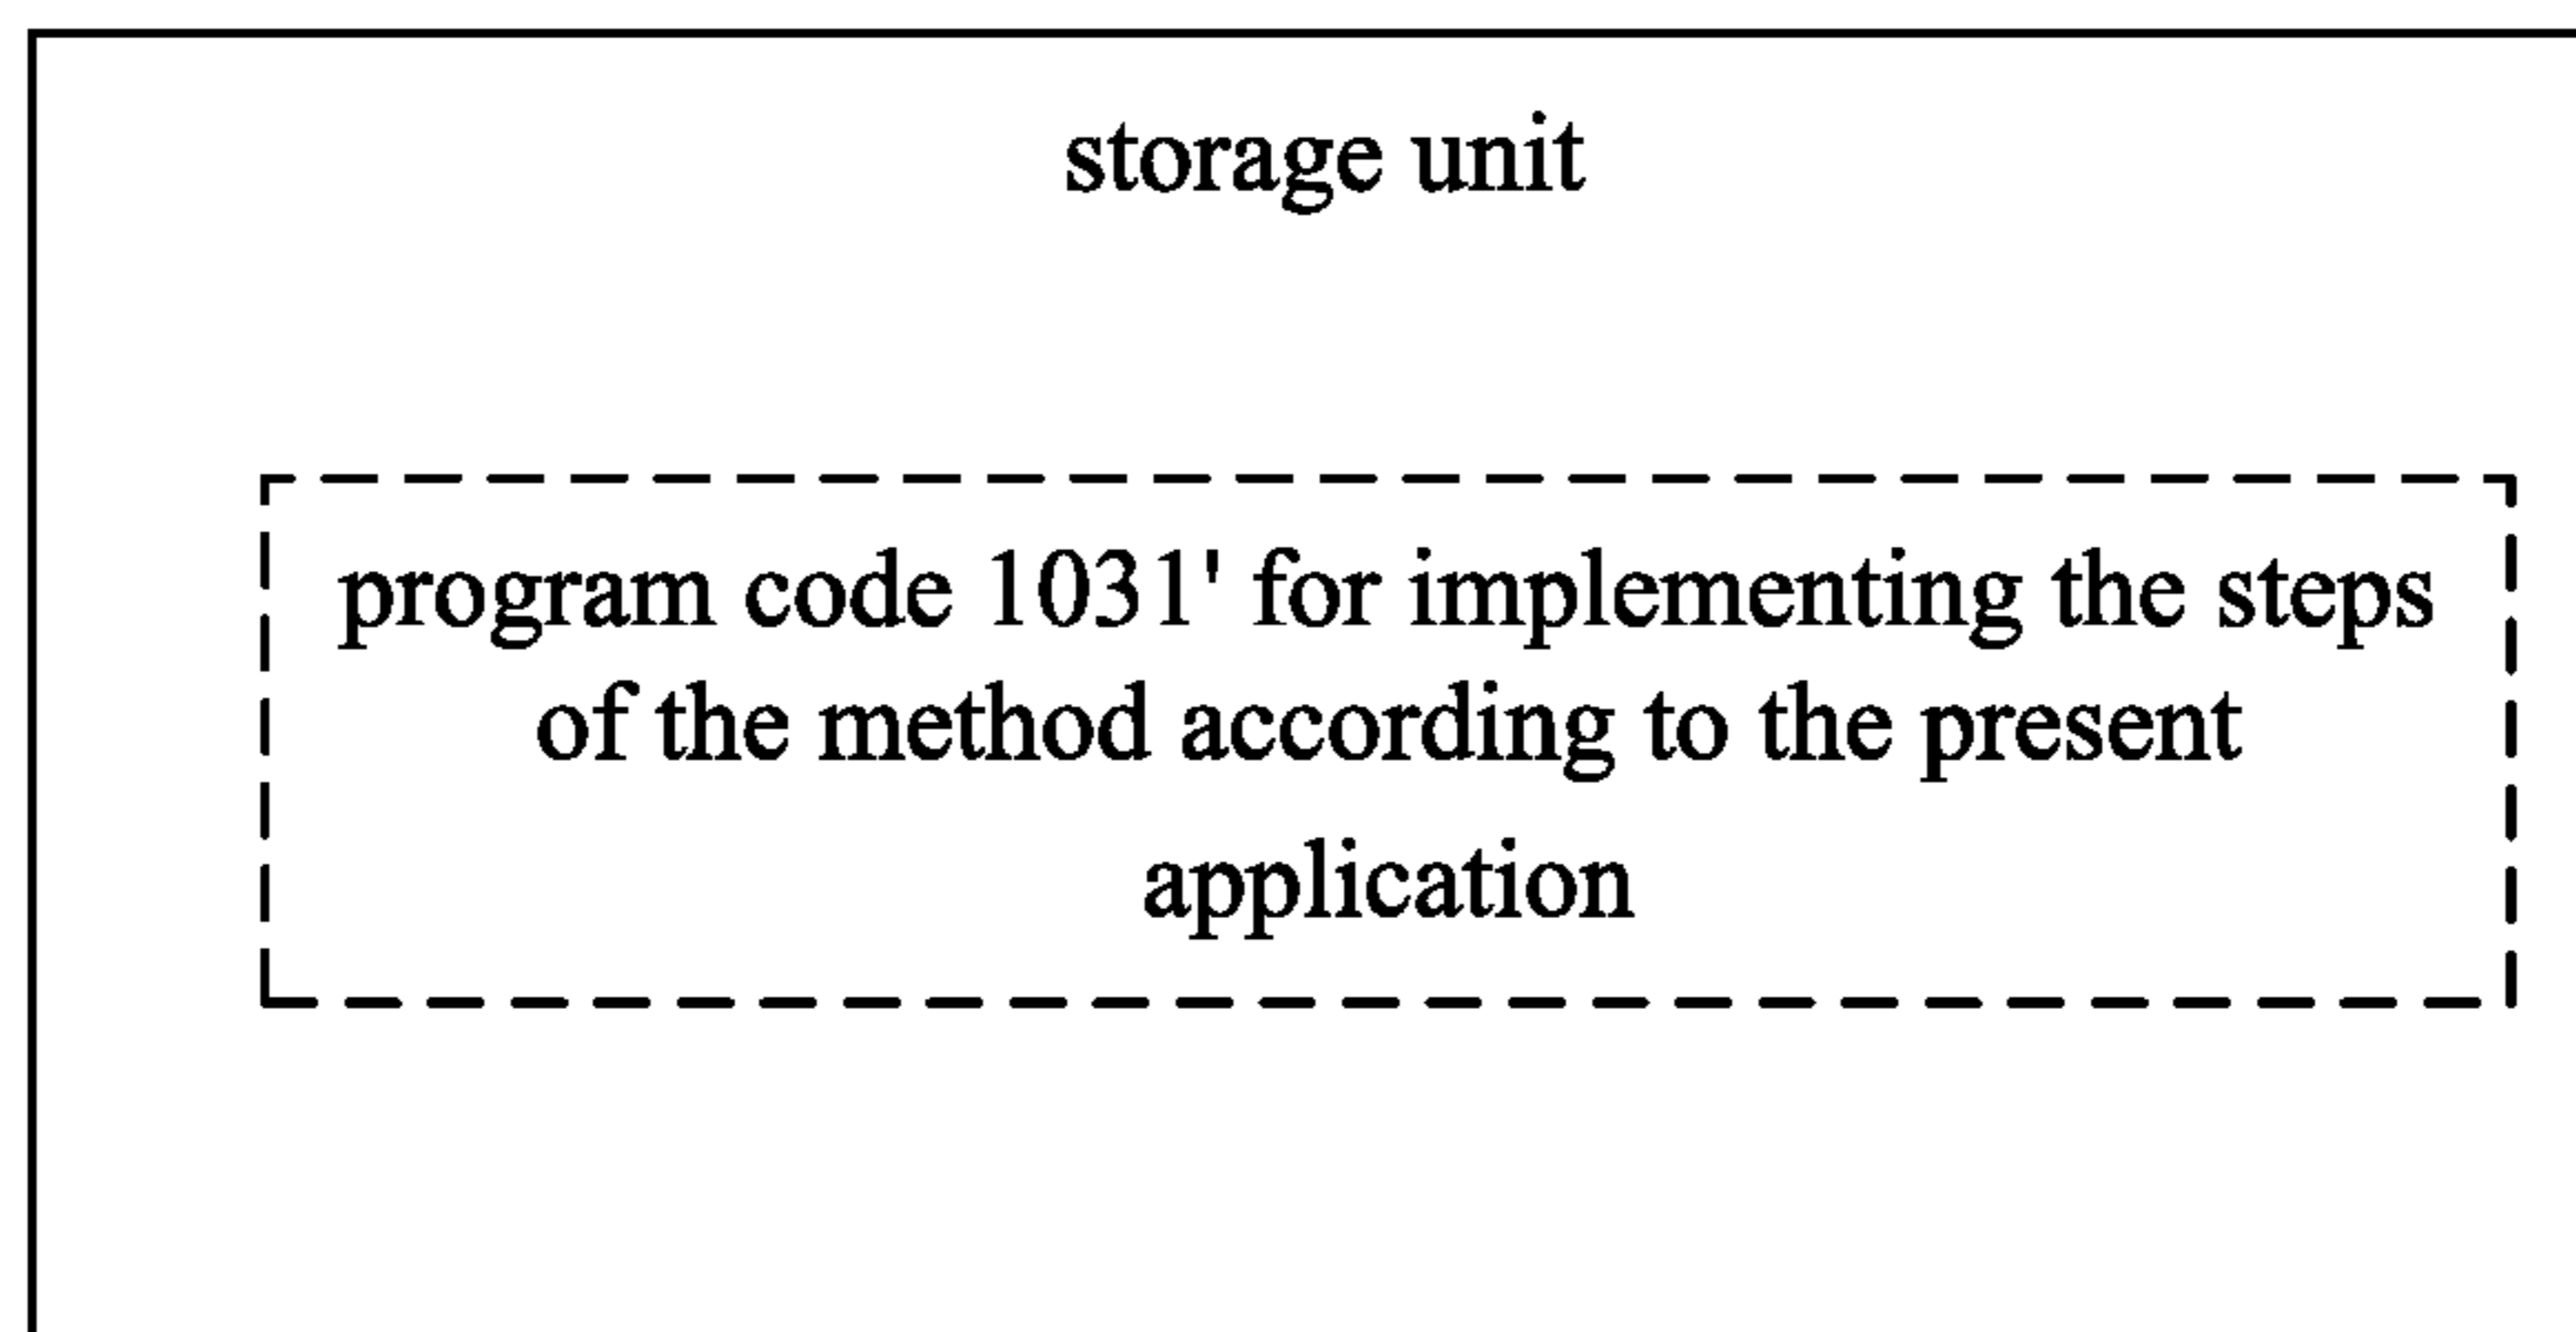 storage unit
program code 1031' for implementing the steps
of the method according to the present
application